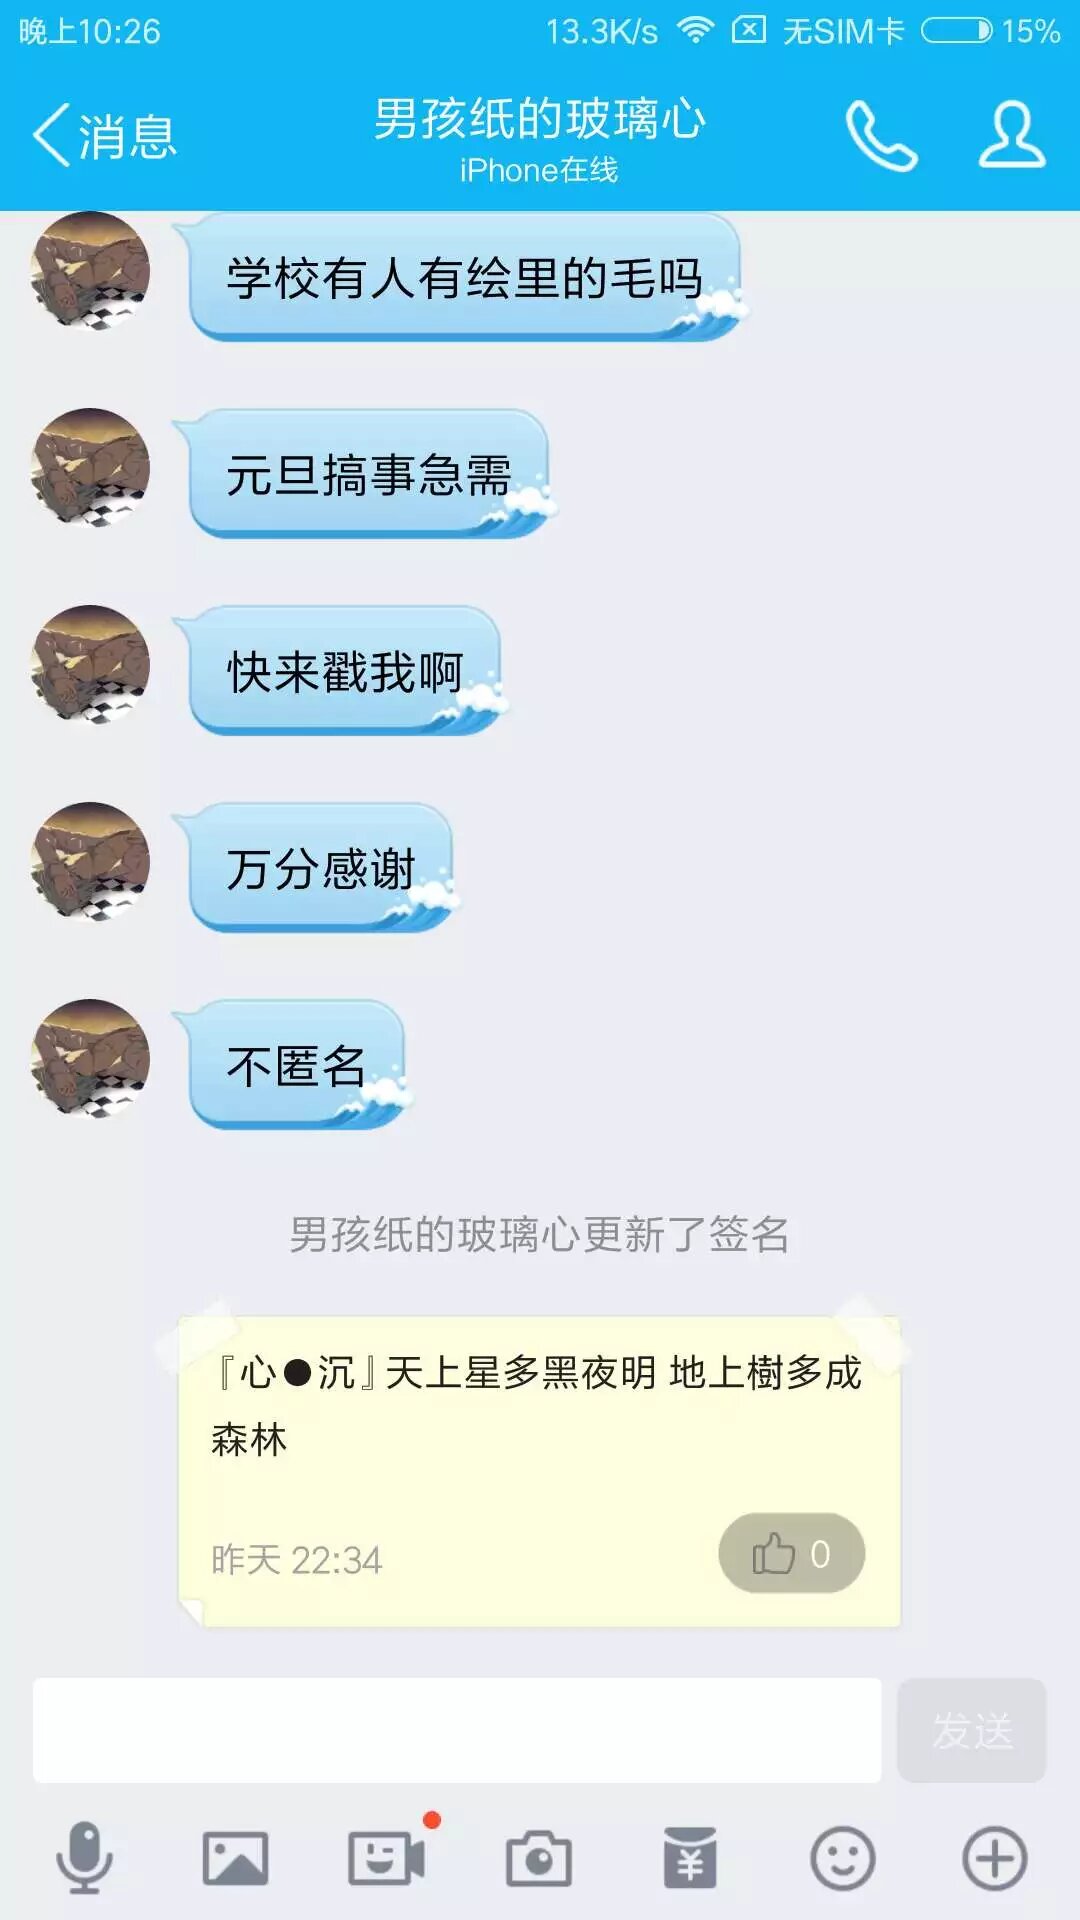 晚上10:26 13.3K/s 无SIM卡 15%
消息
男孩纸的玻璃心
iPhone在线
学校有人有绘里的毛吗
元旦搞事急需
快来戳我啊
万分感谢
不匿名
男孩纸的玻璃心更新了签名
『心●沉』天上星多黑夜明 地上樹多成
森林
昨天 22:34
0
发送